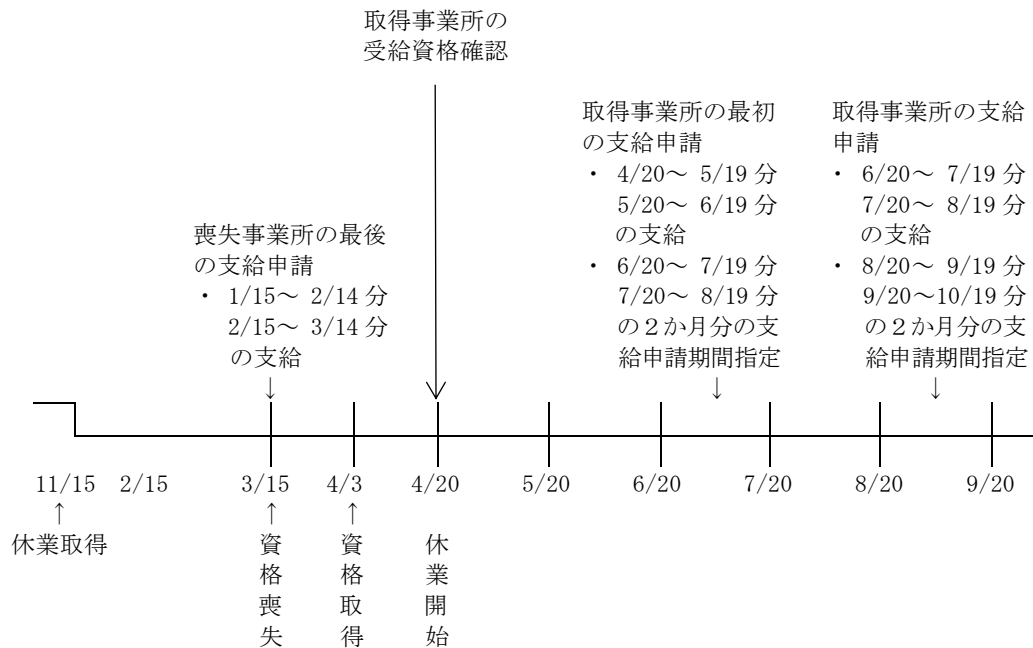 取得事業所の
受給資格確認
取得事業所の最初
の支給申請
・ 4/20～ 5/19 分
5/20～ 6/19 分
の支給
・ 6/20～ 7/19 分
7/20～ 8/19 分
の２か月分の支
給申請期間指定
↓
取得事業所の支給
申請
・ 6/20～ 7/19 分
7/20～ 8/19 分
の支給
・ 8/20～ 9/19 分
9/20～10/19 分
の２か月分の支
給申請期間指定
↓
喪失事業所の最後
の支給申請
・ 1/15～ 2/14 分
2/15～ 3/14 分
の支給
↓
11/15 2/15 3/15 4/3 4/20 5/20 6/20 7/20 8/20 9/20
↑
休業取得
↑
資格喪失
↑
資格取得
休業開始